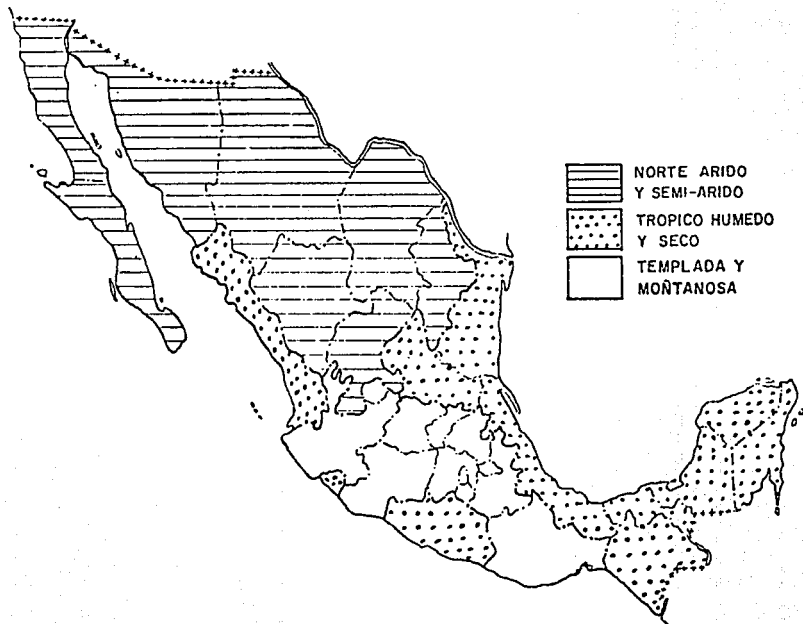 NORTE ARIDO
Y SEMI-ARIDO
TROPICO HUMEDO
Y SECO
TEMPLADA Y
MOÑTANOSA